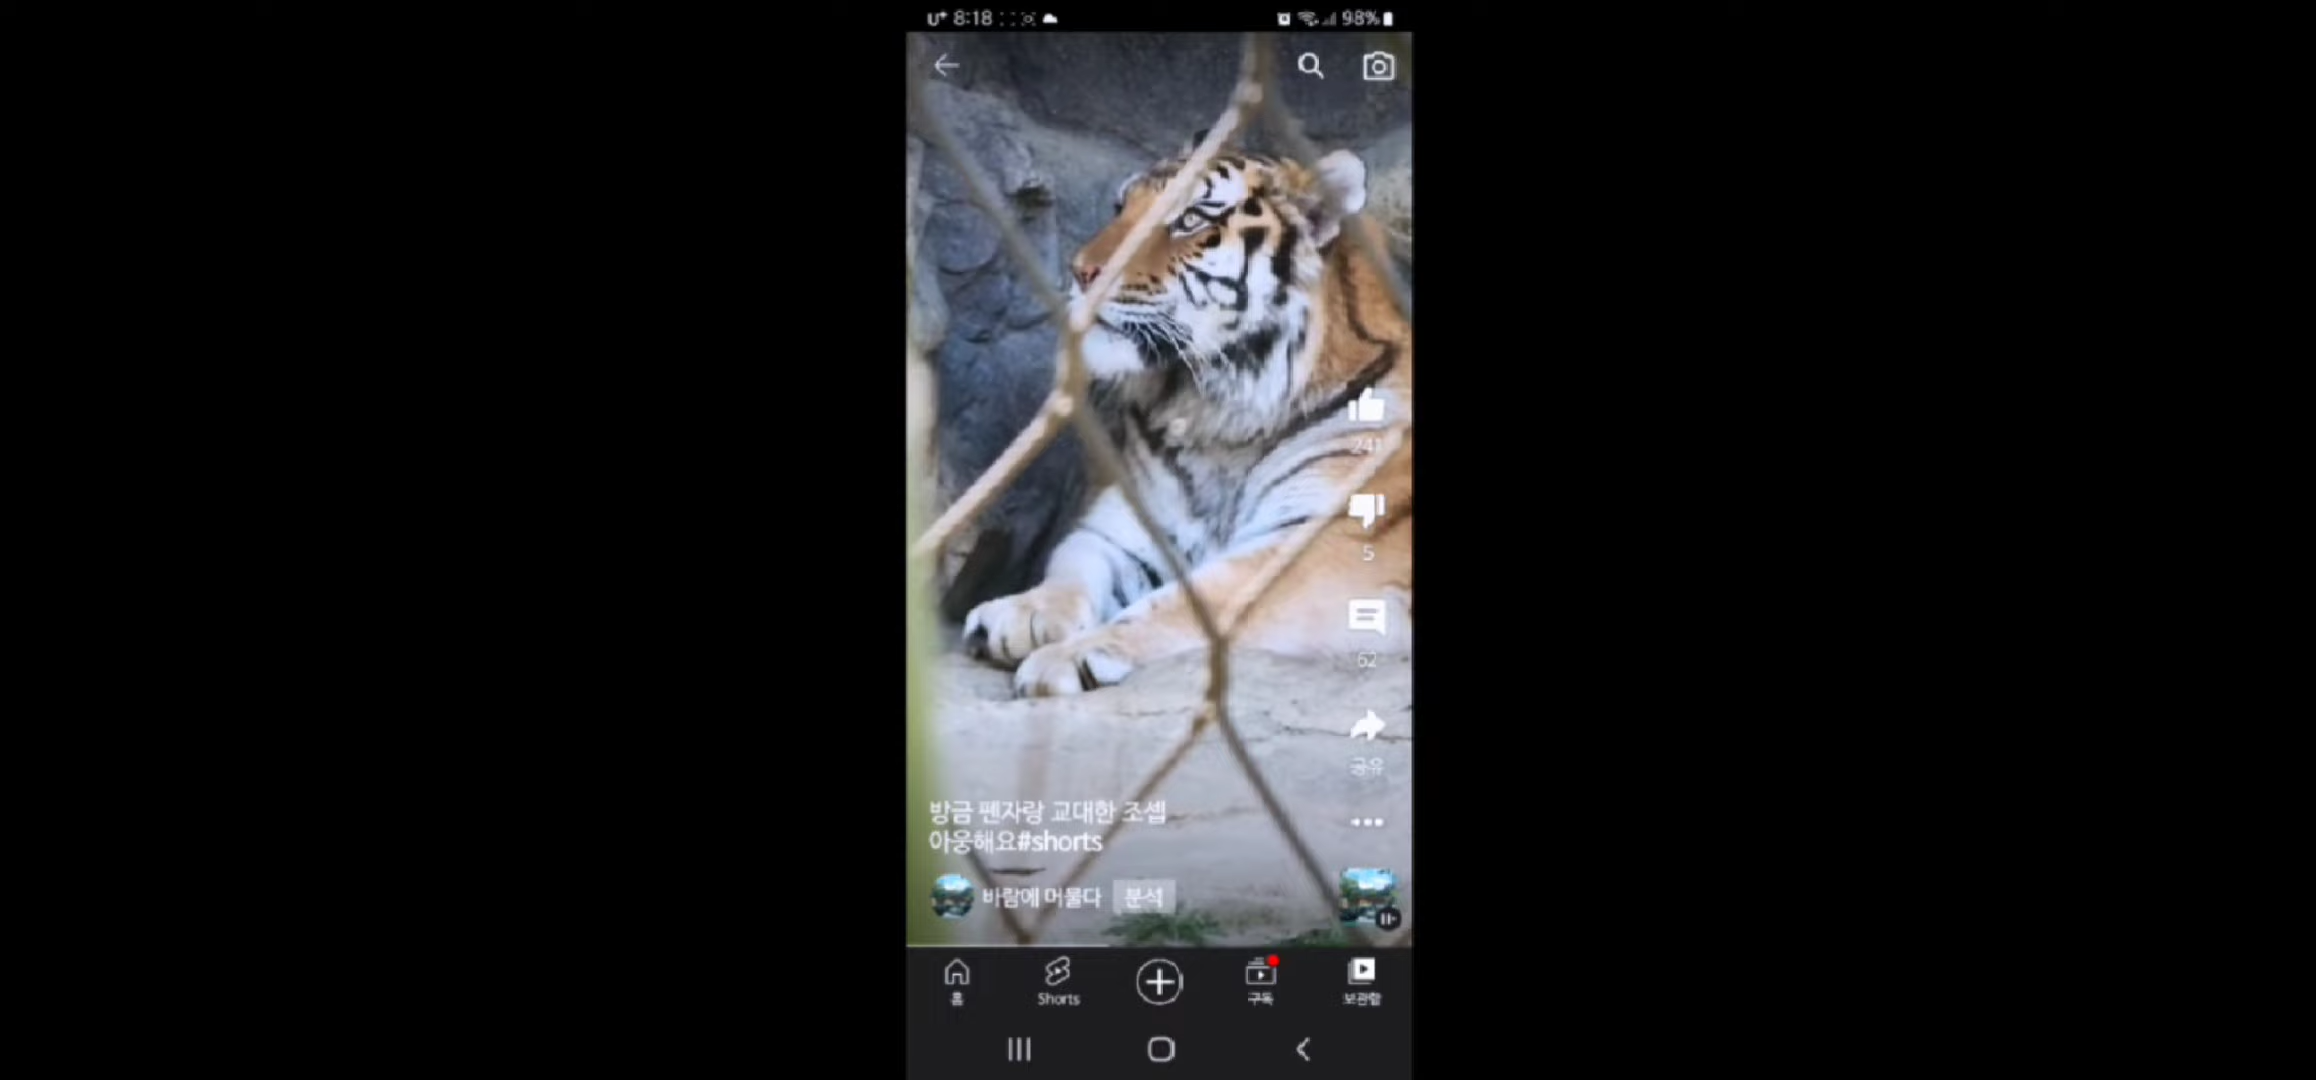 U+ 8:18
98%
241
5
62
공유
방금 펜자랑 교대한 조셉
아웅해요#shorts
바람에 머물다 분석
홈 Shorts 구독 보관함